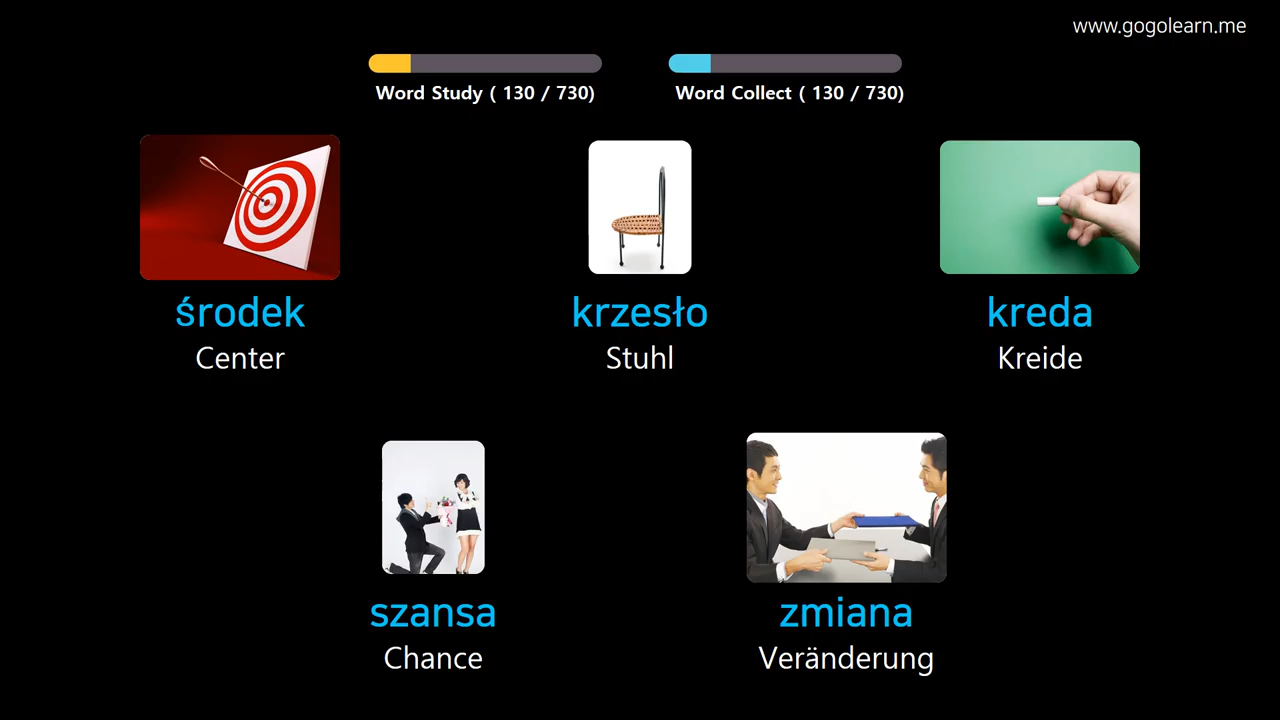 www.gogolearn.me
Word Study ( 130 / 730)
Word Collect ( 130 / 730)
środek
krzesło
kreda
Center
Stuhl
Kreide
szansa
zmiana
Chance
Veränderung